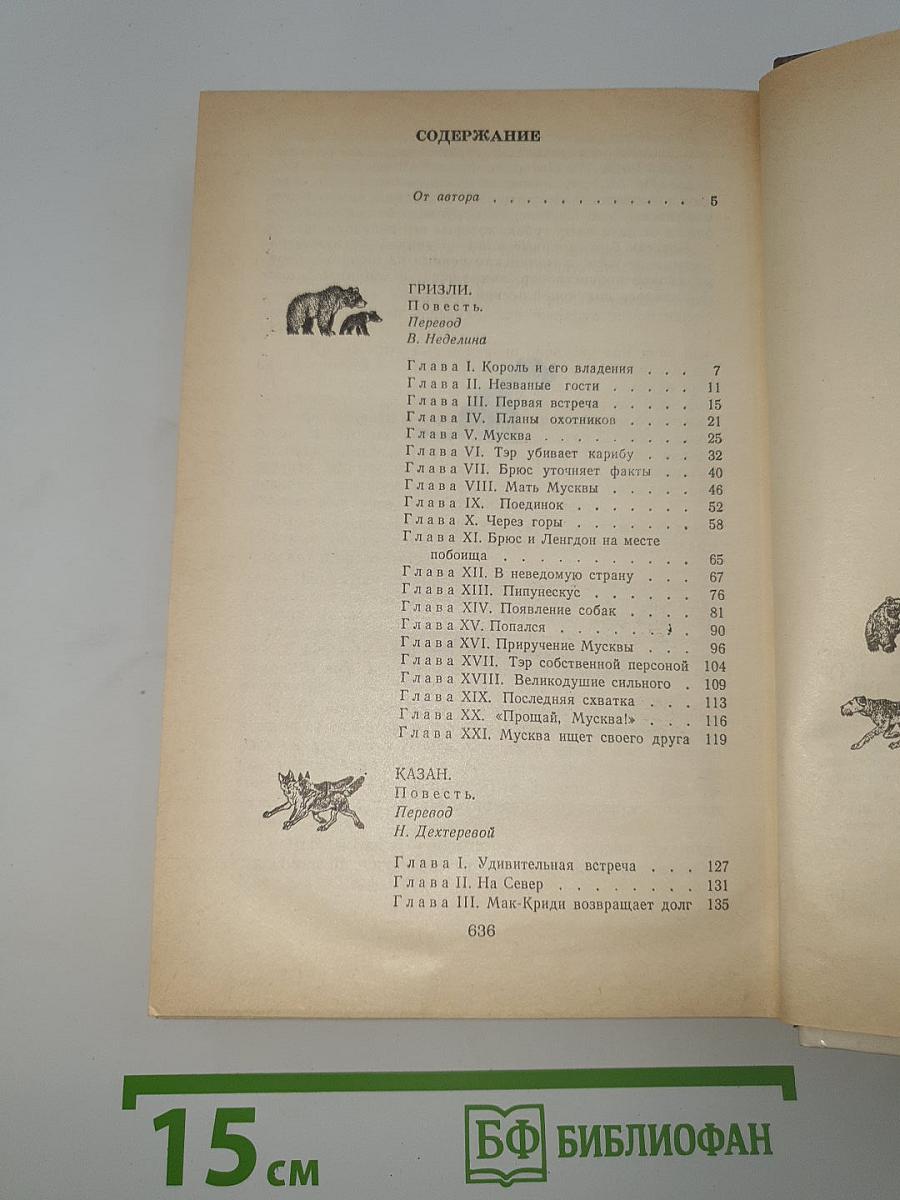 СОДЕРЖАНИЕ
От автора . . . . . . . . . . . . 5
ГРИЗЛИ.
Повесть.
Перевод
В. Неделина
Глава I. Король и его владения . . . 7
Глава II. Незваные гости . . . . . 11
Глава III. Первая встреча . . . . . 15
Глава IV. Планы охотников . . . . 21
Глава V. Мусква . . . . . . . . . 25
Глава VI. Тэр убивает карибу . . . 32
Глава VII. Брюс уточняет факты . . 40
Глава VIII. Мать Мусквы . . . . . 46
Глава IX. Поединок . . . . . . . 52
Глава X. Через горы . . . . . . . 58
Глава XI. Брюс и Ленгдон на месте
побоища . . . . . . . . . . . 65
Глава XII. В неведомую страну . . . 67
Глава XIII. Пипунескус . . . . . . 76
Глава XIV. Появление собак . . . . 81
Глава XV. Попался . . . . . . . . 90
Глава XVI. Приручение Мусквы . . . 96
Глава XVII. Тэр собственной персоной 104
Глава XVIII. Великодушие сильного . 109
Глава XIX. Последняя схватка . . . 113
Глава XX. «Прощай, Мусква!» . . . 116
Глава XXI. Мусква ищет своего друга 119
КАЗАН.
Повесть.
Перевод
Н. Дехтеревой
Глава I. Удивительная встреча . . . 127
Глава II. На Север . . . . . . . . 131
Глава III. Мак-Криди возвращает долг 135
636
15 см
БФ БИБЛИОФАН